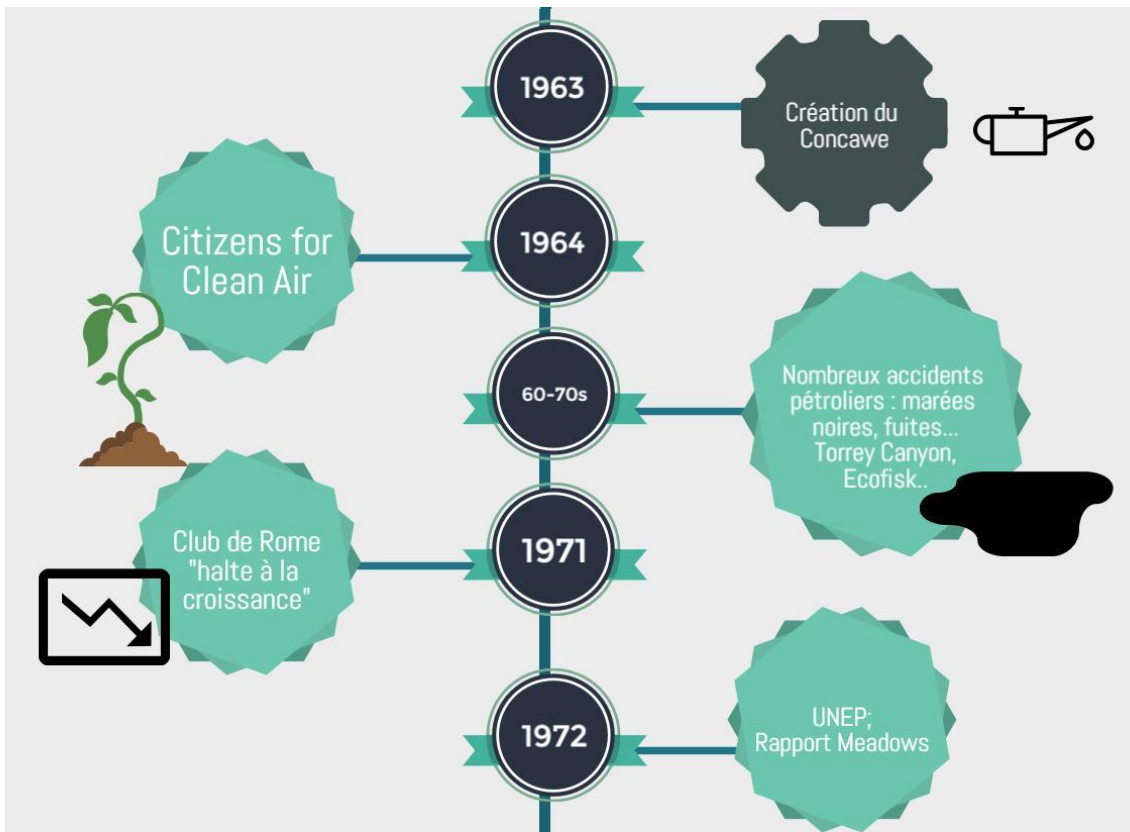 1963
Création du
Concawe
1964
Citizens for
Clean Air
60-70s
Nombreux accidents
pétroliers : marées
noires, fuites...
Torrey Canyon,
Ecofisk..
1971
Club de Rome
"halte à la
croissance"
1972
UNEP;
Rapport Meadows